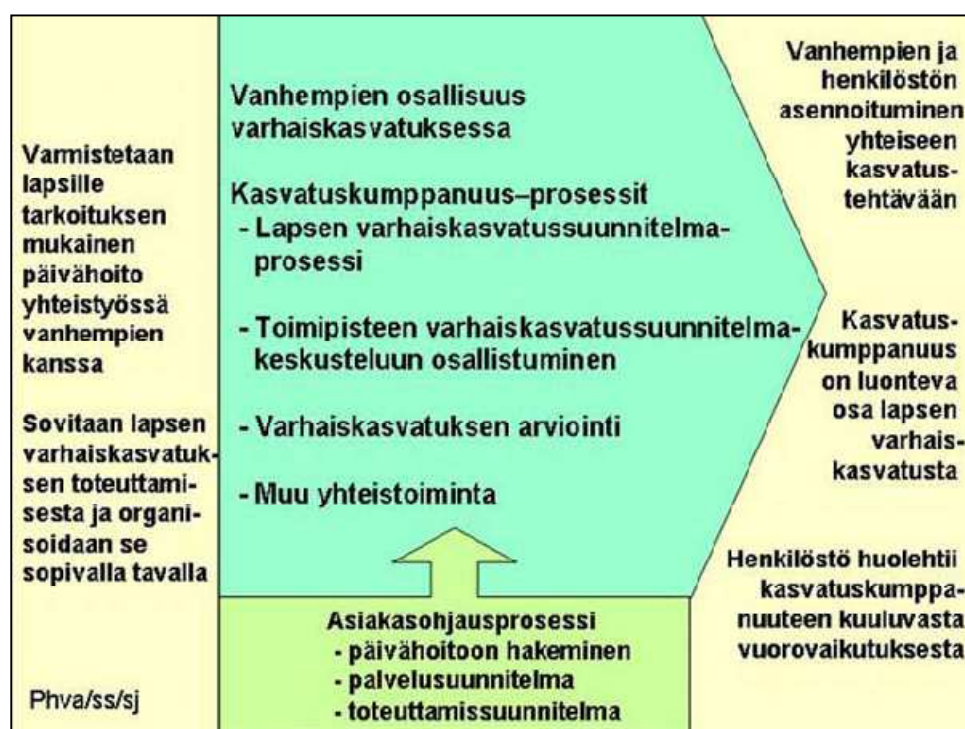 Varmistetaan
lapsille
tarkoituksen
mukainen
päivähoito
yhteistyössä
vanhempien
kanssa
Sovitaan lapsen
varhaiskasvatuk-
sen toteuttami-
sesta ja organi-
soidaan se
sopivalla tavalla
Phva/ss/sj
Vanhempien osallisuus
varhaiskasvatuksessa
Kasvatuskumppanuus–prosessit
- Lapsen varhaiskasvatussuunnitelma-
prosessi
- Toimipisteen varhaiskasvatussuunnitelma-
keskusteluun osallistuminen
- Varhaiskasvatuksen arviointi
- Muu yhteistoiminta
Asiakasohjausprosessi
- päivähoitoon hakeminen
- palvelusuunnitelma
- toteuttamissuunnitelma
Vanhempien ja
henkilöstön
asennoituminen
yhteiseen
kasvatus-
tehtävään
Kasvatus-
kumppanuus
on luonteva
osa lapsen
varhais-
kasvatusta
Henkilöstö huolehtii
kasvatuskumppa-
nuuteen kuuluvasta
vuorovaikutuksesta